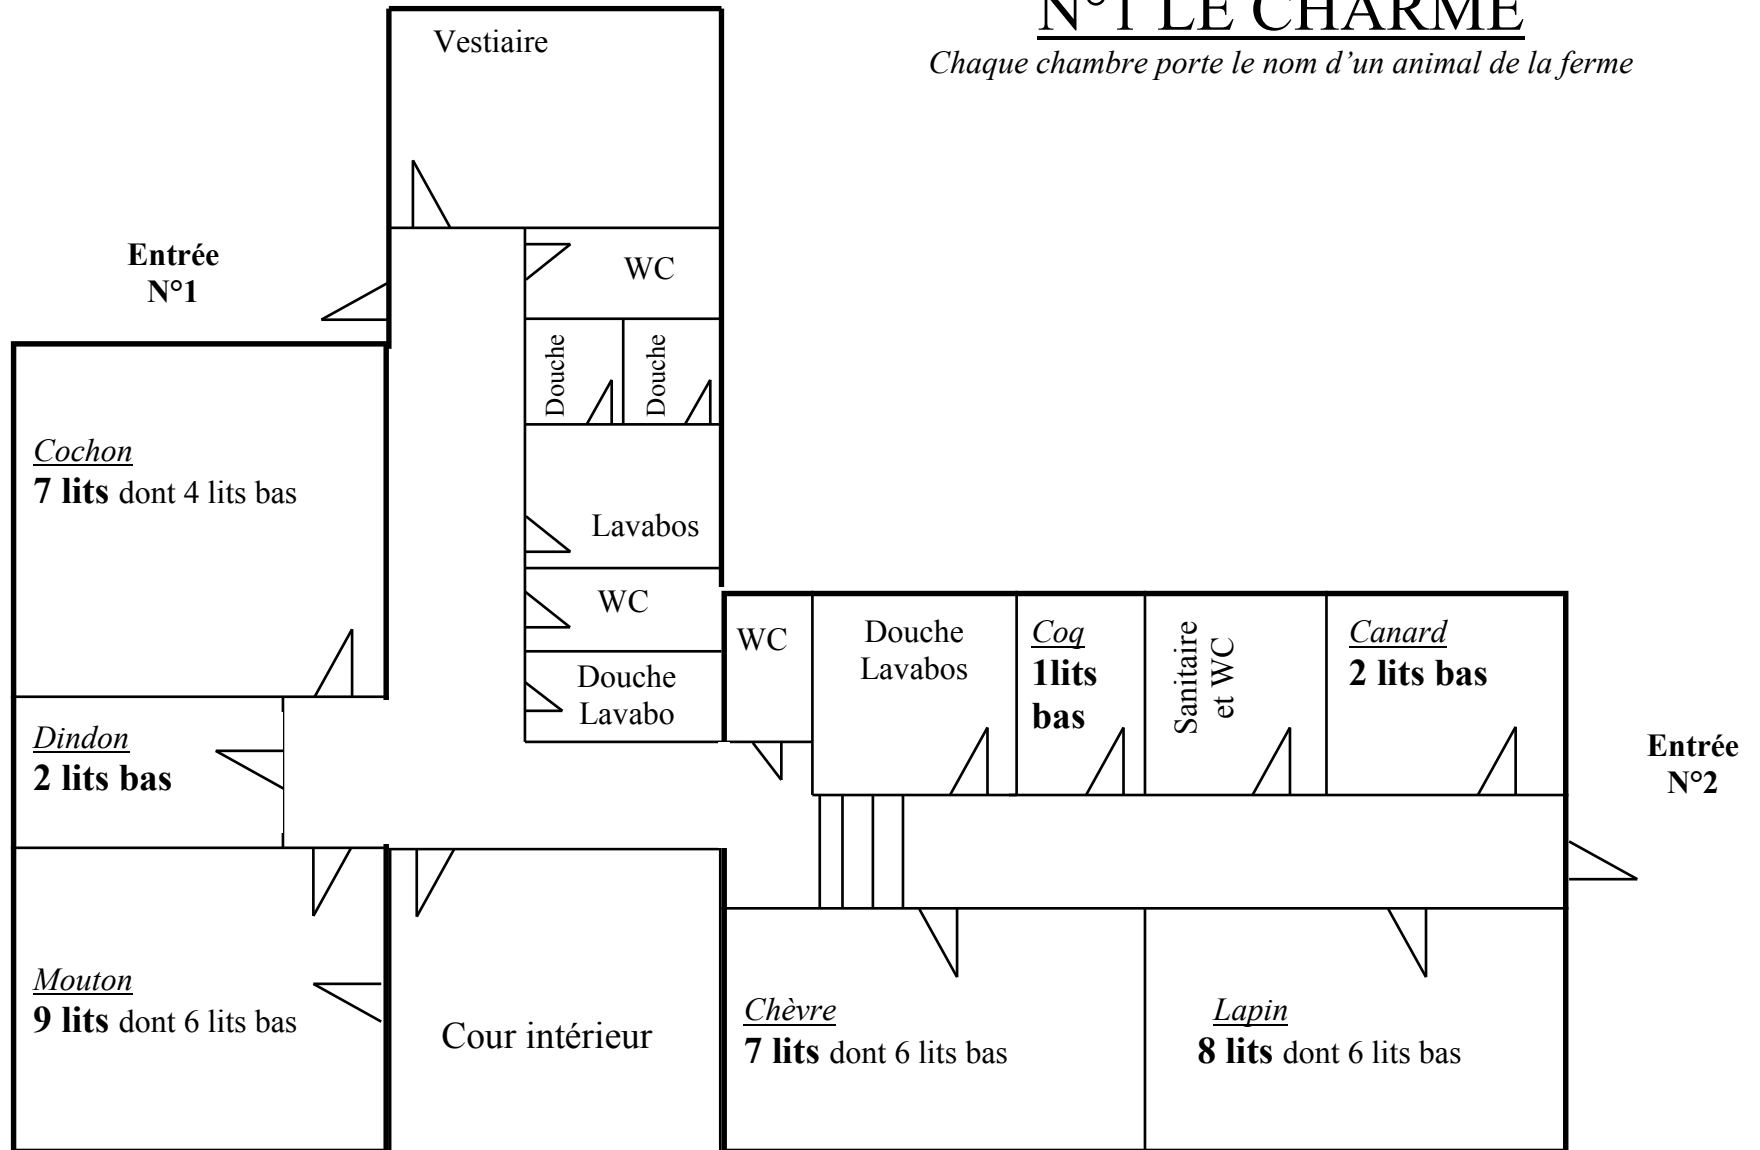 N°1 LE CHARME
Chaque chambre porte le nom d’un animal de la ferme
Vestiaire
Entrée
N°1
WC
Douche
Douche
Cochon
7 lits dont 4 lits bas
Lavabos
WC
Douche
Lavabo
WC
Douche
Lavabos
Coq
1lits
bas
Sanitaire
et WC
Canard
2 lits bas
Entrée
N°2
Dindon
2 lits bas
Mouton
9 lits dont 6 lits bas
Cour intérieur
Chèvre
7 lits dont 6 lits bas
Lapin
8 lits dont 6 lits bas